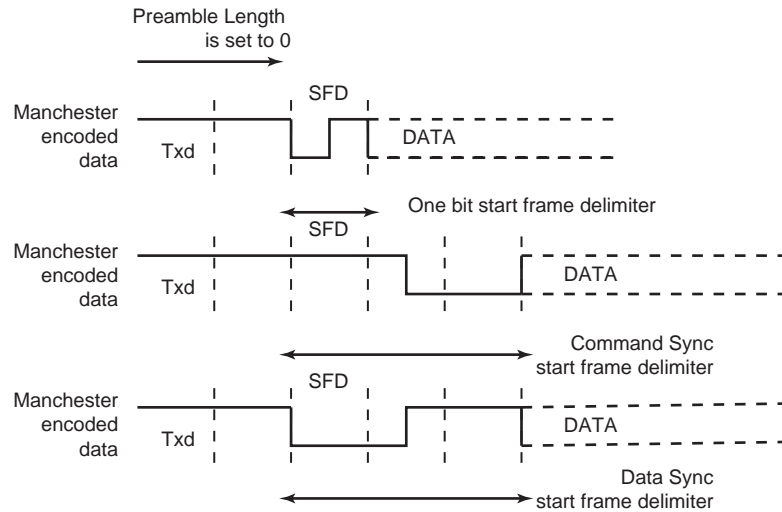 Preamble Length
is set to 0
SFD
Manchester
encoded
data
Txd
DATA
One bit start frame delimiter
SFD
Manchester
encoded
data
Txd
DATA
Command Sync
start frame delimiter
SFD
Manchester
encoded
data
Txd
DATA
Data Sync
start frame delimiter